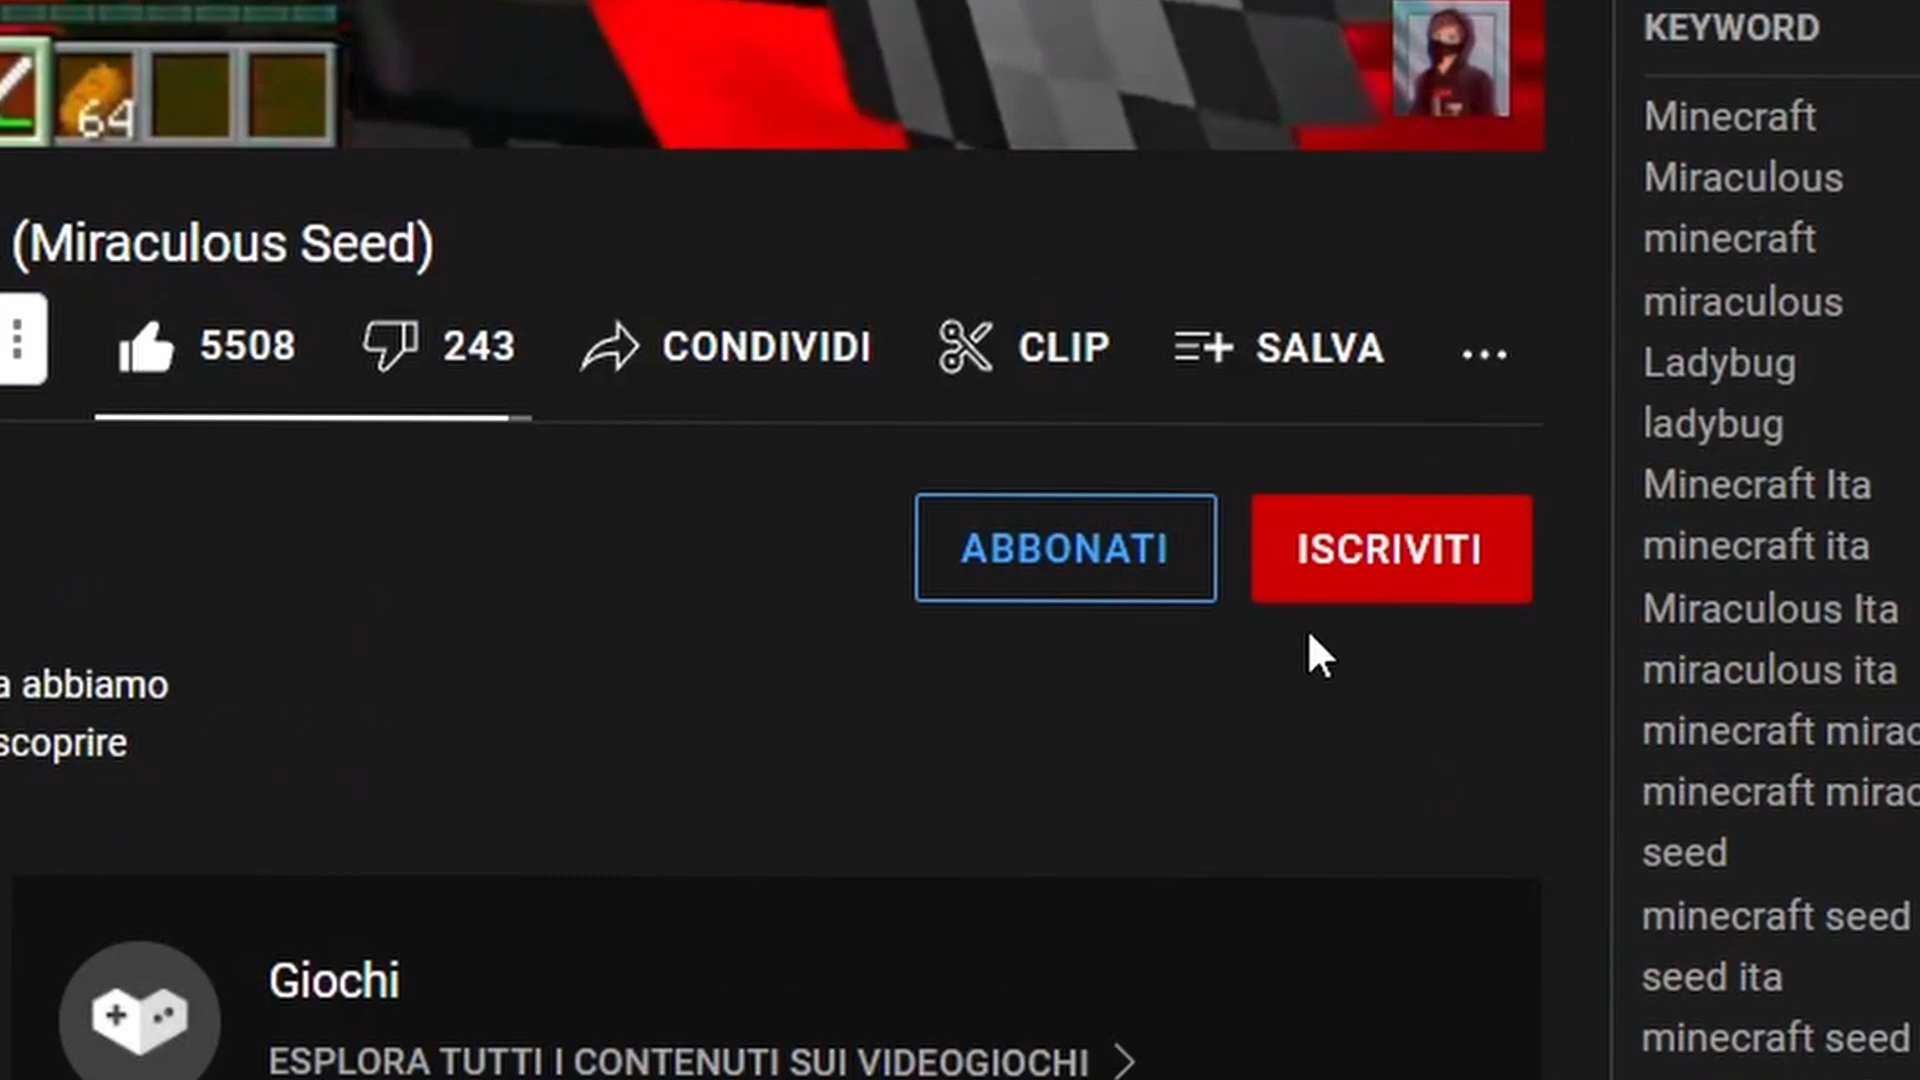 64
(Miraculous Seed)
5508 243 CONDIVIDI CLIP SALVA
ABBONATI ISCRIVITI
a abbiamo
scoprire
Giochi
ESPLORA TUTTI I CONTENUTI SUI VIDEOGIOCHI
KEYWORD
Minecraft
Miraculous
minecraft
miraculous
Ladybug
ladybug
Minecraft Ita
minecraft ita
Miraculous Ita
miraculous ita
minecraft mirac
minecraft mirac
seed
minecraft seed
seed ita
minecraft seed